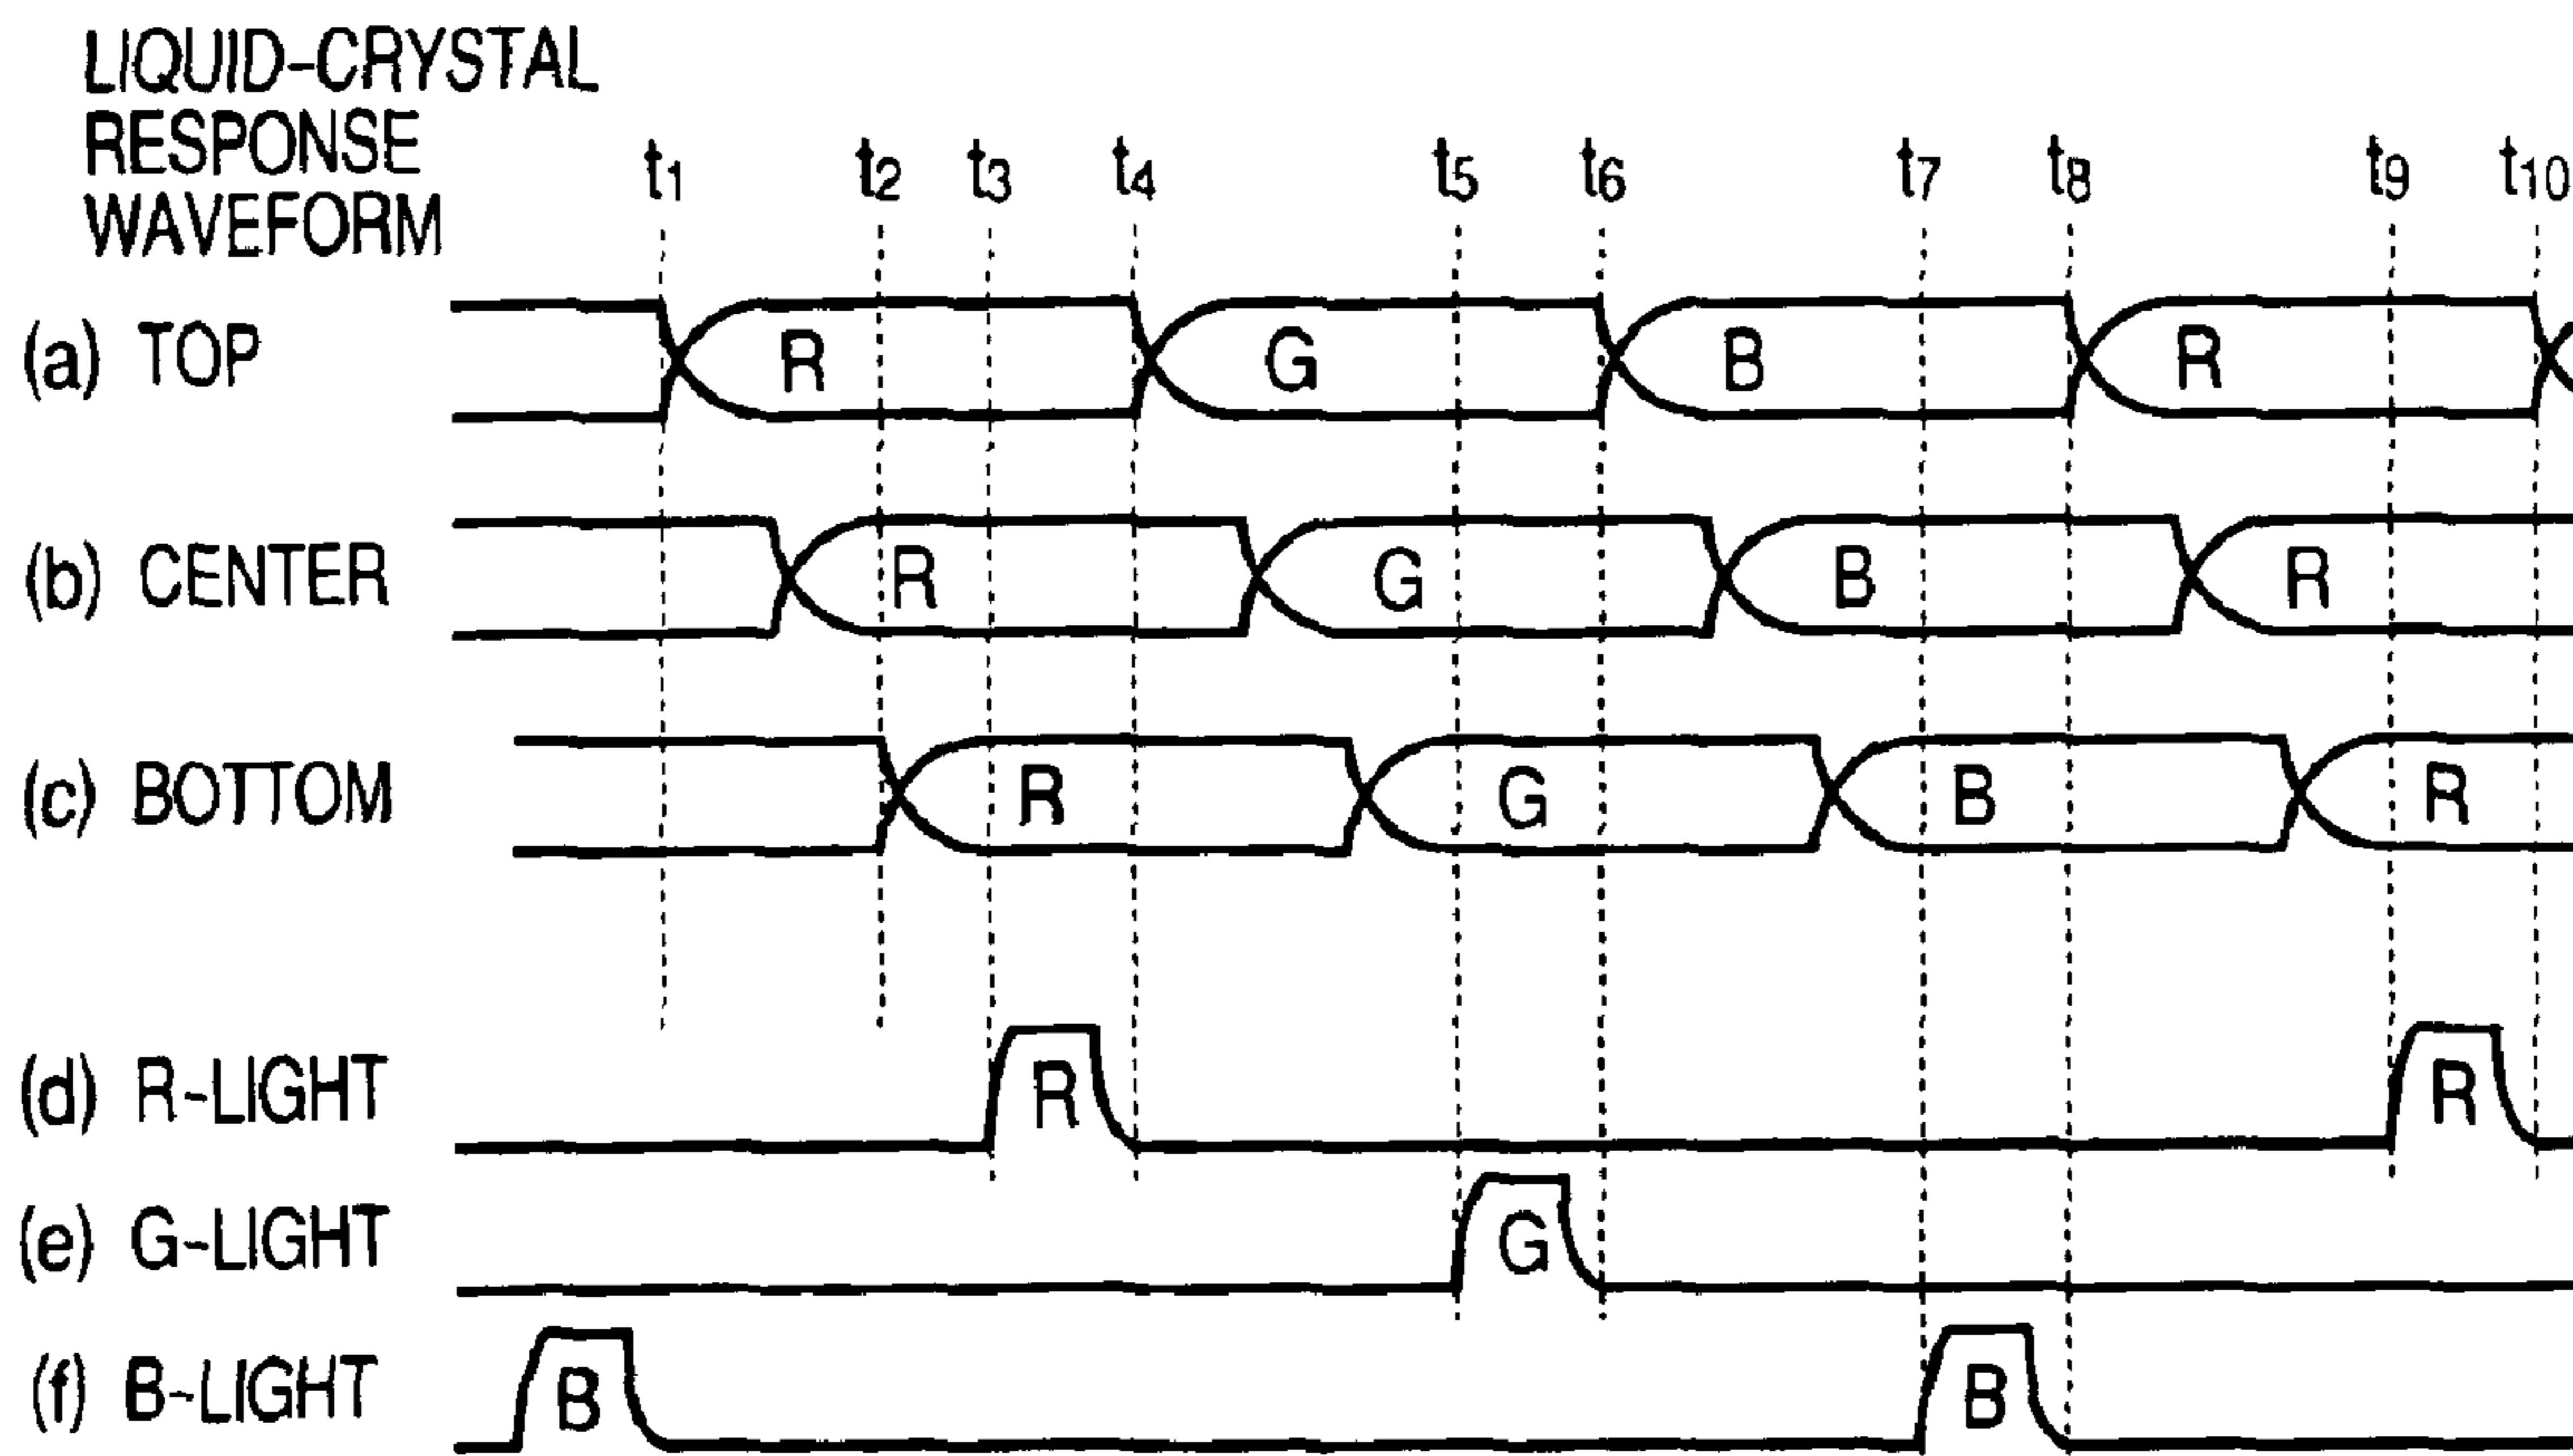 LIQUID-CRYSTAL
RESPONSE
WAVEFORM
t1 t2 t3 t4 t5 t6 t7 t8 t9 t10
(a) TOP R G B R
(b) CENTER R G B R
(c) BOTTOM R G B R
(d) R-LIGHT R R
(e) G-LIGHT G
(f) B-LIGHT B B